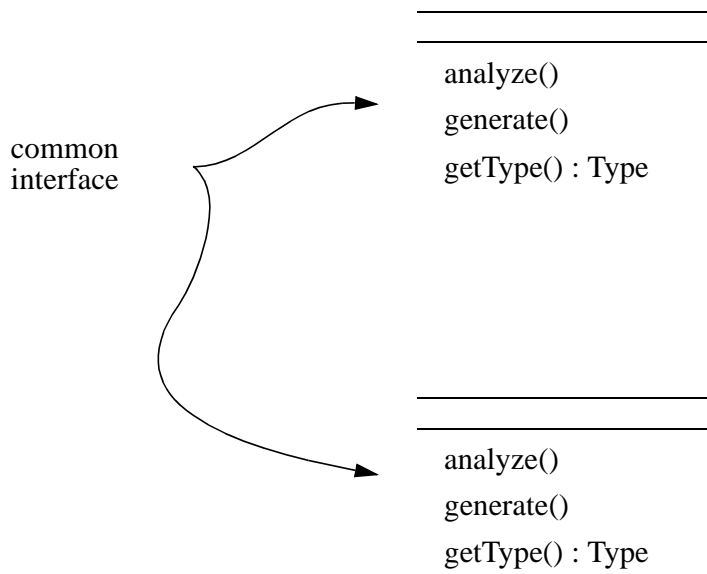 common
interface
analyze()
generate()
getType() : Type
analyze()
generate()
getType() : Type